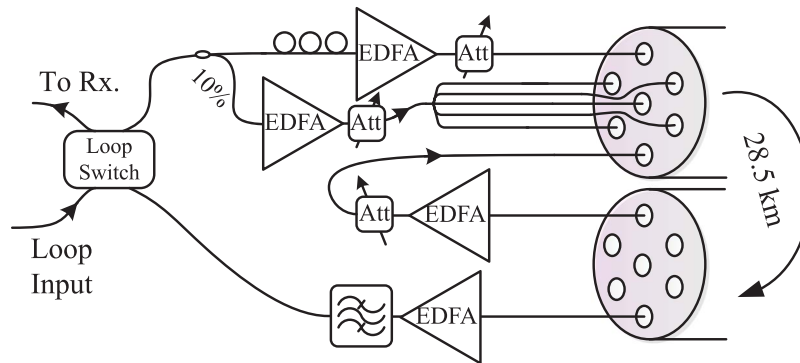 EDFA
Att
To Rx.
10%
EDFA
Att
Loop
Switch
28.5 km
Att
EDFA
Loop
Input
EDFA